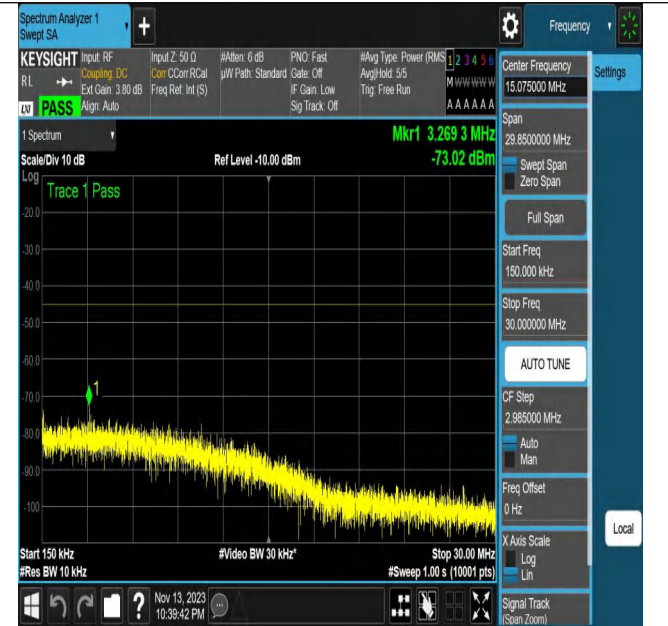 Spectrum Analyzer 1
Swept SA
+
Frequency
KEYSIGHT
RL
LXI
PASS
Input: RF
Coupling: DC
Ext Gain: 3.80 dB
Align: Auto
Input Z: 50 Ω
Corr CCorr RCal
Freq Ref: Int (S)
#Atten: 6 dB
µW Path: Standard
PNO: Fast
Gate: Off
IF Gain: Low
Sig Track: Off
#Avg Type: Power (RMS
Avg|Hold: 5/5
Trig: Free Run
1 2 3 4 5 6
M W W W W W
A A A A A A
Center Frequency
15.075000 MHz
Settings
Span
29.8500000 MHz
Swept Span
Zero Span
Full Span
Start Freq
150.000 kHz
Stop Freq
30.000000 MHz
AUTO TUNE
CF Step
2.985000 MHz
Auto
Man
Freq Offset
0 Hz
X Axis Scale
Log
Lin
Signal Track
(Span Zoom)
Local
1 Spectrum
Scale/Div 10 dB
Ref Level -10.00 dBm
Mkr1 3.269 3 MHz
-73.02 dBm
Log
Trace 1 Pass
1
-20.0
-30.0
-40.0
-50.0
-60.0
-70.0
-80.0
-90.0
-100
Start 150 kHz
#Video BW 30 kHz*
Stop 30.00 MHz
#Res BW 10 kHz
#Sweep 1.00 s (10001 pts)
?
Nov 13, 2023
10:39:42 PM